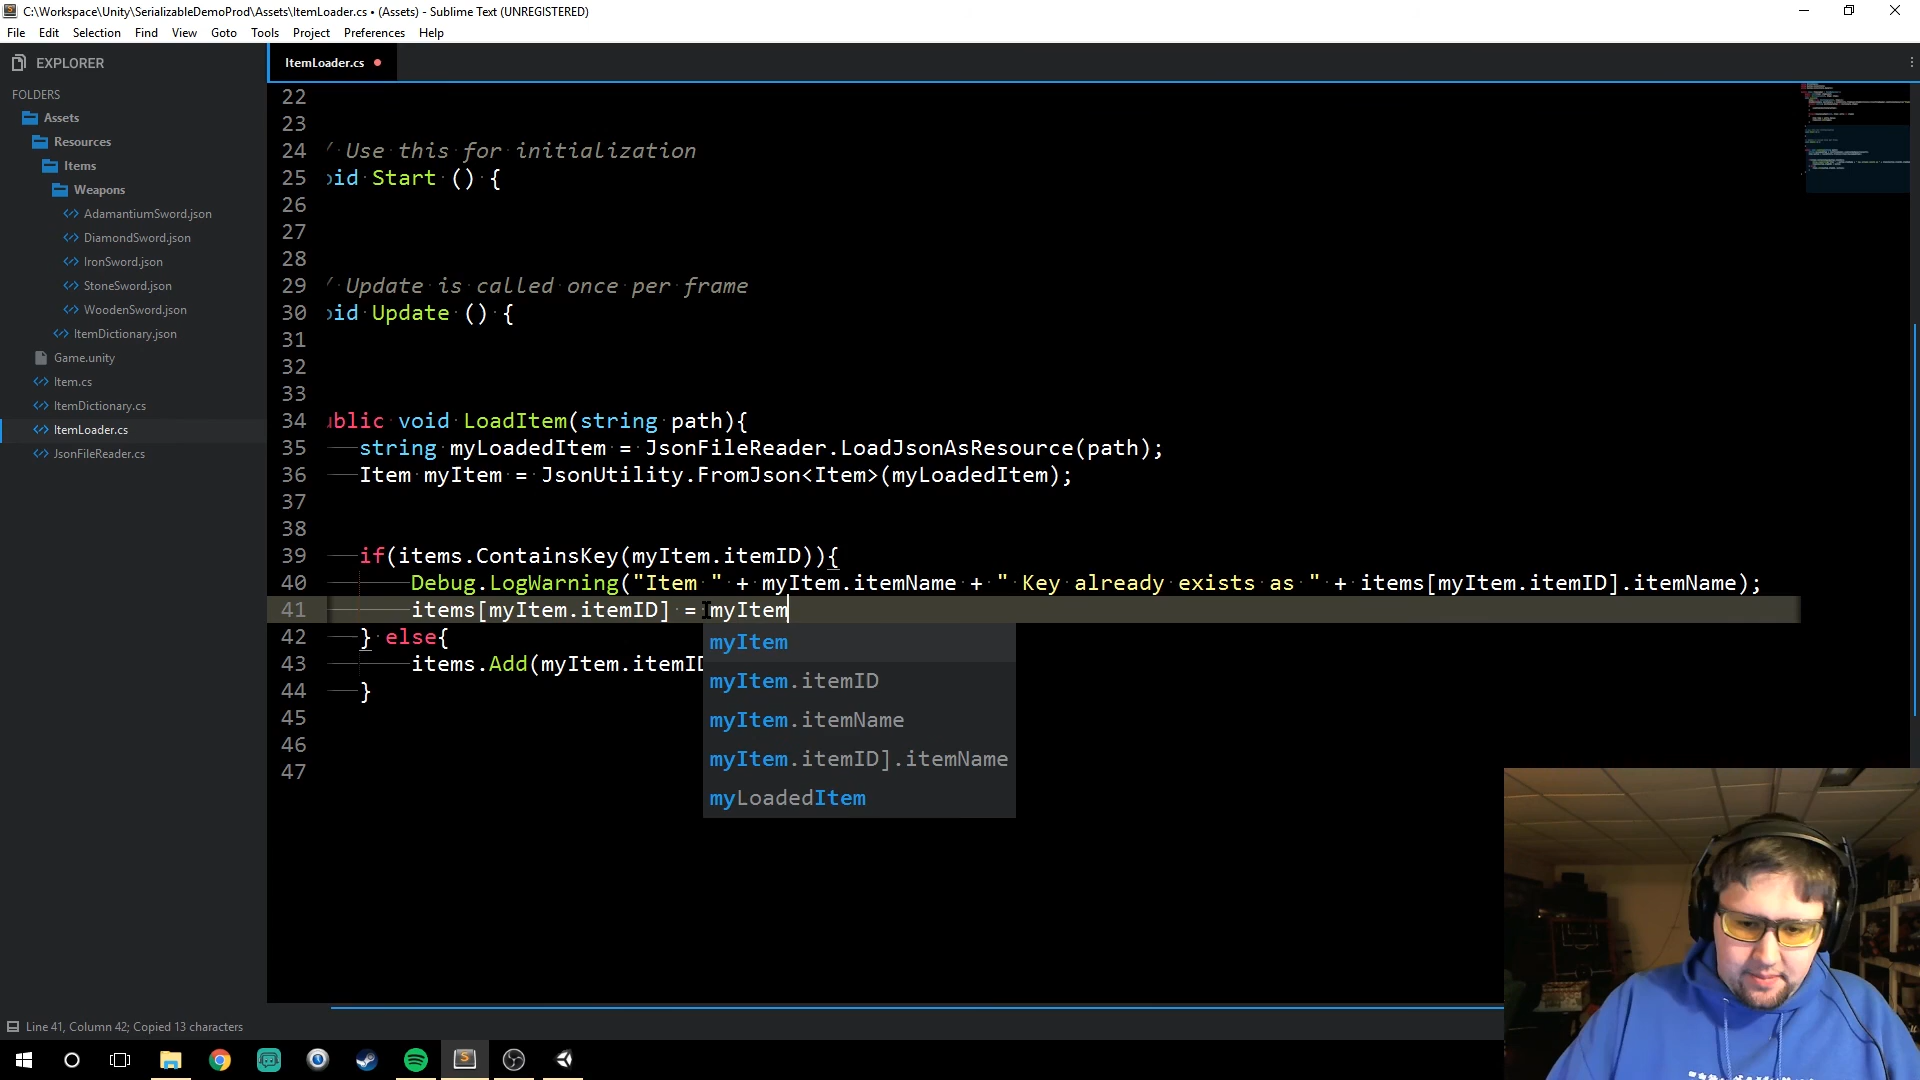 C:\Workspace\Unity\SerializableDemoProd\Assets\ItemLoader.cs • (Assets) - Sublime Text (UNREGISTERED)
File Edit Selection Find View Goto Tools Project Preferences Help
EXPLORER
ItemLoader.cs
FOLDERS
Assets
Resources
Items
Weapons
AdamantiumSword.json
DiamondSword.json
IronSword.json
StoneSword.json
WoodenSword.json
ItemDictionary.json
Game.unity
Item.cs
ItemDictionary.cs
ItemLoader.cs
JsonFileReader.cs
22
23
24 / Use this for initialization
25 oid Start () {
26
27
28
29 / Update is called once per frame
30 oid Update () {
31
32
33
34 ublic void LoadItem(string path){
35 string myLoadedItem = JsonFileReader.LoadJsonAsResource(path);
36 Item myItem = JsonUtility.FromJson<Item>(myLoadedItem);
37
38
39 if(items.ContainsKey(myItem.itemID)){
40 Debug.LogWarning("Item " + myItem.itemName + " Key already exists as " + items[myItem.itemID].itemName);
41 items[myItem.itemID] = myItem
42 } else{
43 items.Add(myItem.itemID
44 }
45
46
47
myItem
myItem.itemID
myItem.itemName
myItem.itemID].itemName
myLoadedItem
Line 41, Column 42; Copied 13 characters